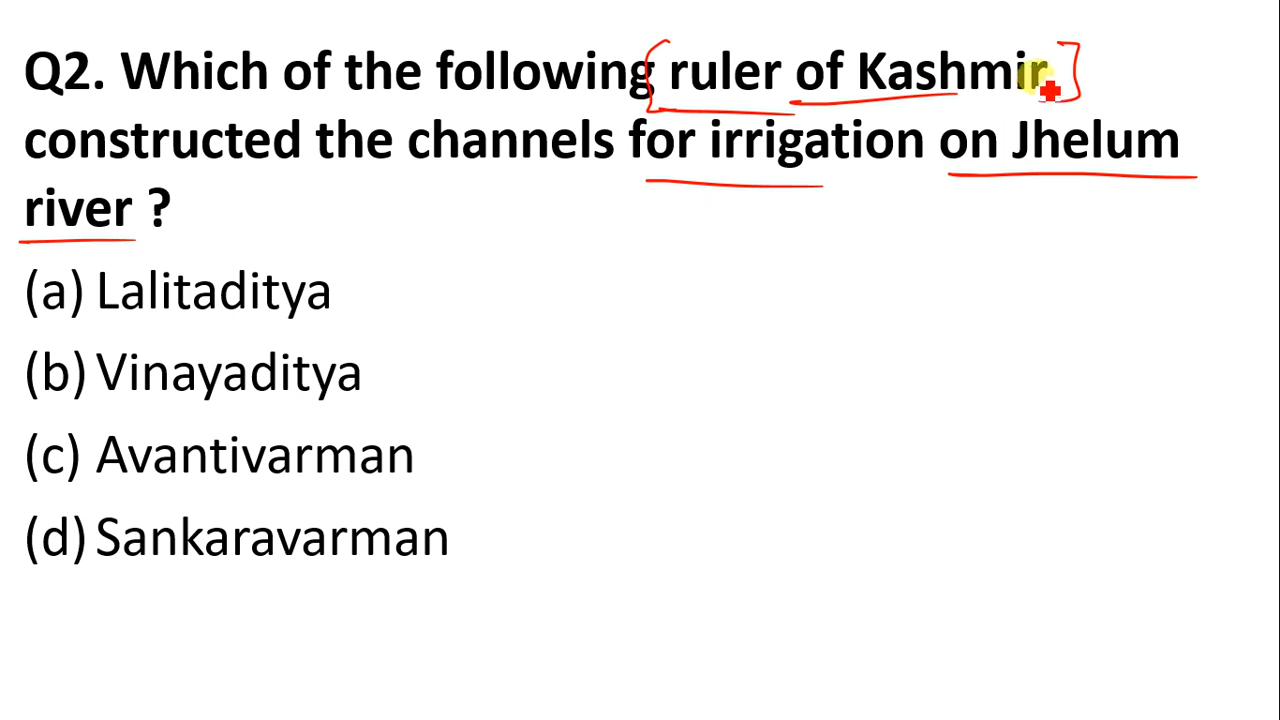 Q2. Which of the following ruler of Kashmir
constructed the channels for irrigation on Jhelum
river ?
(a) Lalitaditya
(b) Vinayaditya
(c) Avantivarman
(d) Sankaravarman